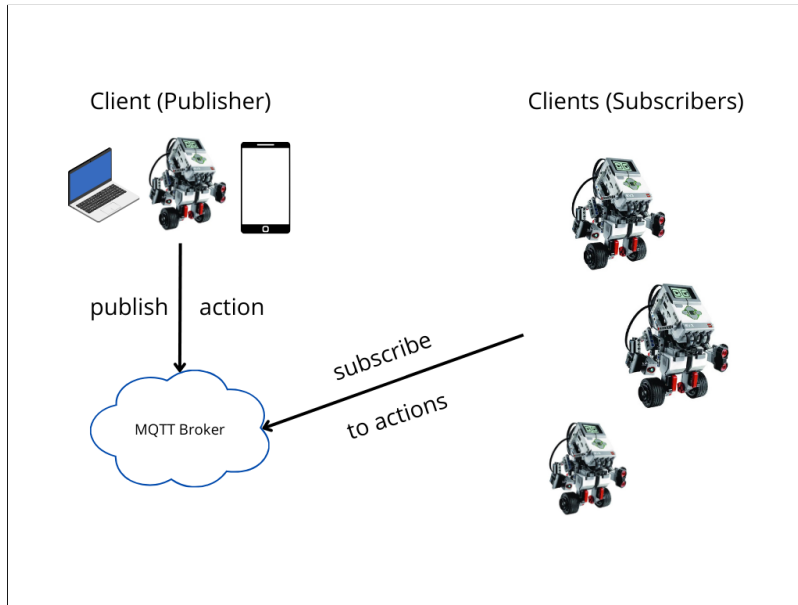 Client (Publisher)
Clients (Subscribers)
publish action
subscribe
to actions
MQTT Broker